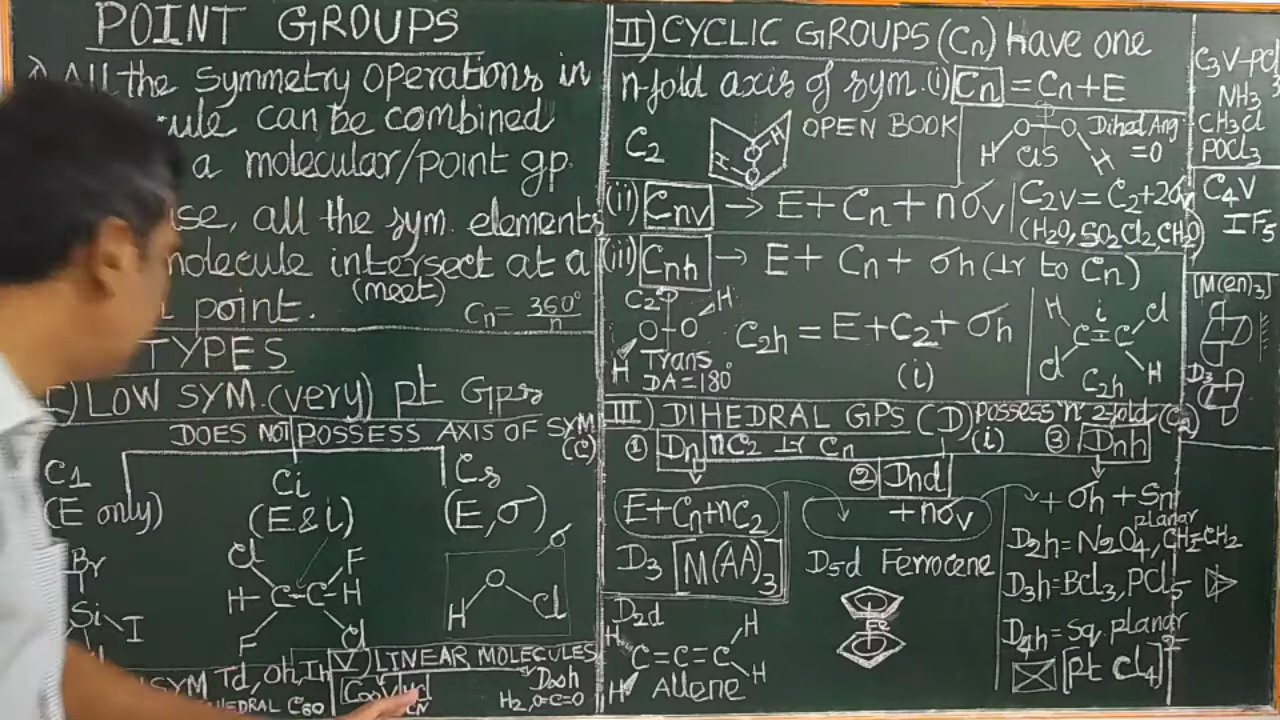 POINT GROUPS
All the symmetry operations in
can be combined
a molecular/point gp.
all the sym. elements
molecule intersect at a
(meet)
point.
Cn = 360°/n
TYPES
I) LOW SYM. (very) pt Gps
DOES NOT POSSESS AXIS OF SYM
(C)
C1
(E only)
Ci
(E & i)
Cs
(E, σ)
σ
Br
Si
I
Cl
F
H C-C-H
F
Cl
H
O
Cl
SYM Td, Oh, Ih
HEDRAL C60
V) LINEAR MOLECULES
C∞v
D∞h
H2, O=C=O
II) CYCLIC GROUPS (Cn) Have one
n-fold axis of sym. (i) Cn = Cn + E
C2
H
O
H
O
OPEN BOOK
O O
H
cis
H
Dihed Ang
=0
(ii) Cnv → E + Cn + nσv
C2v = C2 + 2σv
(H2O, SO2Cl2, CH2O)
(iii) Cnh → E + Cn + σh (⊥r to Cn)
C2
H
O-O
H
Trans
DA = 180°
C2h = E + C2 + σh
(i)
H
i
Cl
C=C
Cl
H
C2h
III) DIHEDRAL GPS (D) Possess 'n' 2-fold (C2)
① Dn nC2 ⊥r Cn
(i)
③ Dnh
② Dnd
E + Cn + nC2
+ nσv
+ σh + Sn
D3 M(AA)3
D5d Ferrocene
Fe
planar
D2h = N2O4, CH2=CH2
D3h = BCl3, PCl5
D4h = Sq. planar
[Pt Cl4]2-
D2d
H
H
C=C=C
H
H
Allene
C3V-PCl3
NH3
CH3Cl
POCl3
C4V
IF5
[M(en)3]
D3